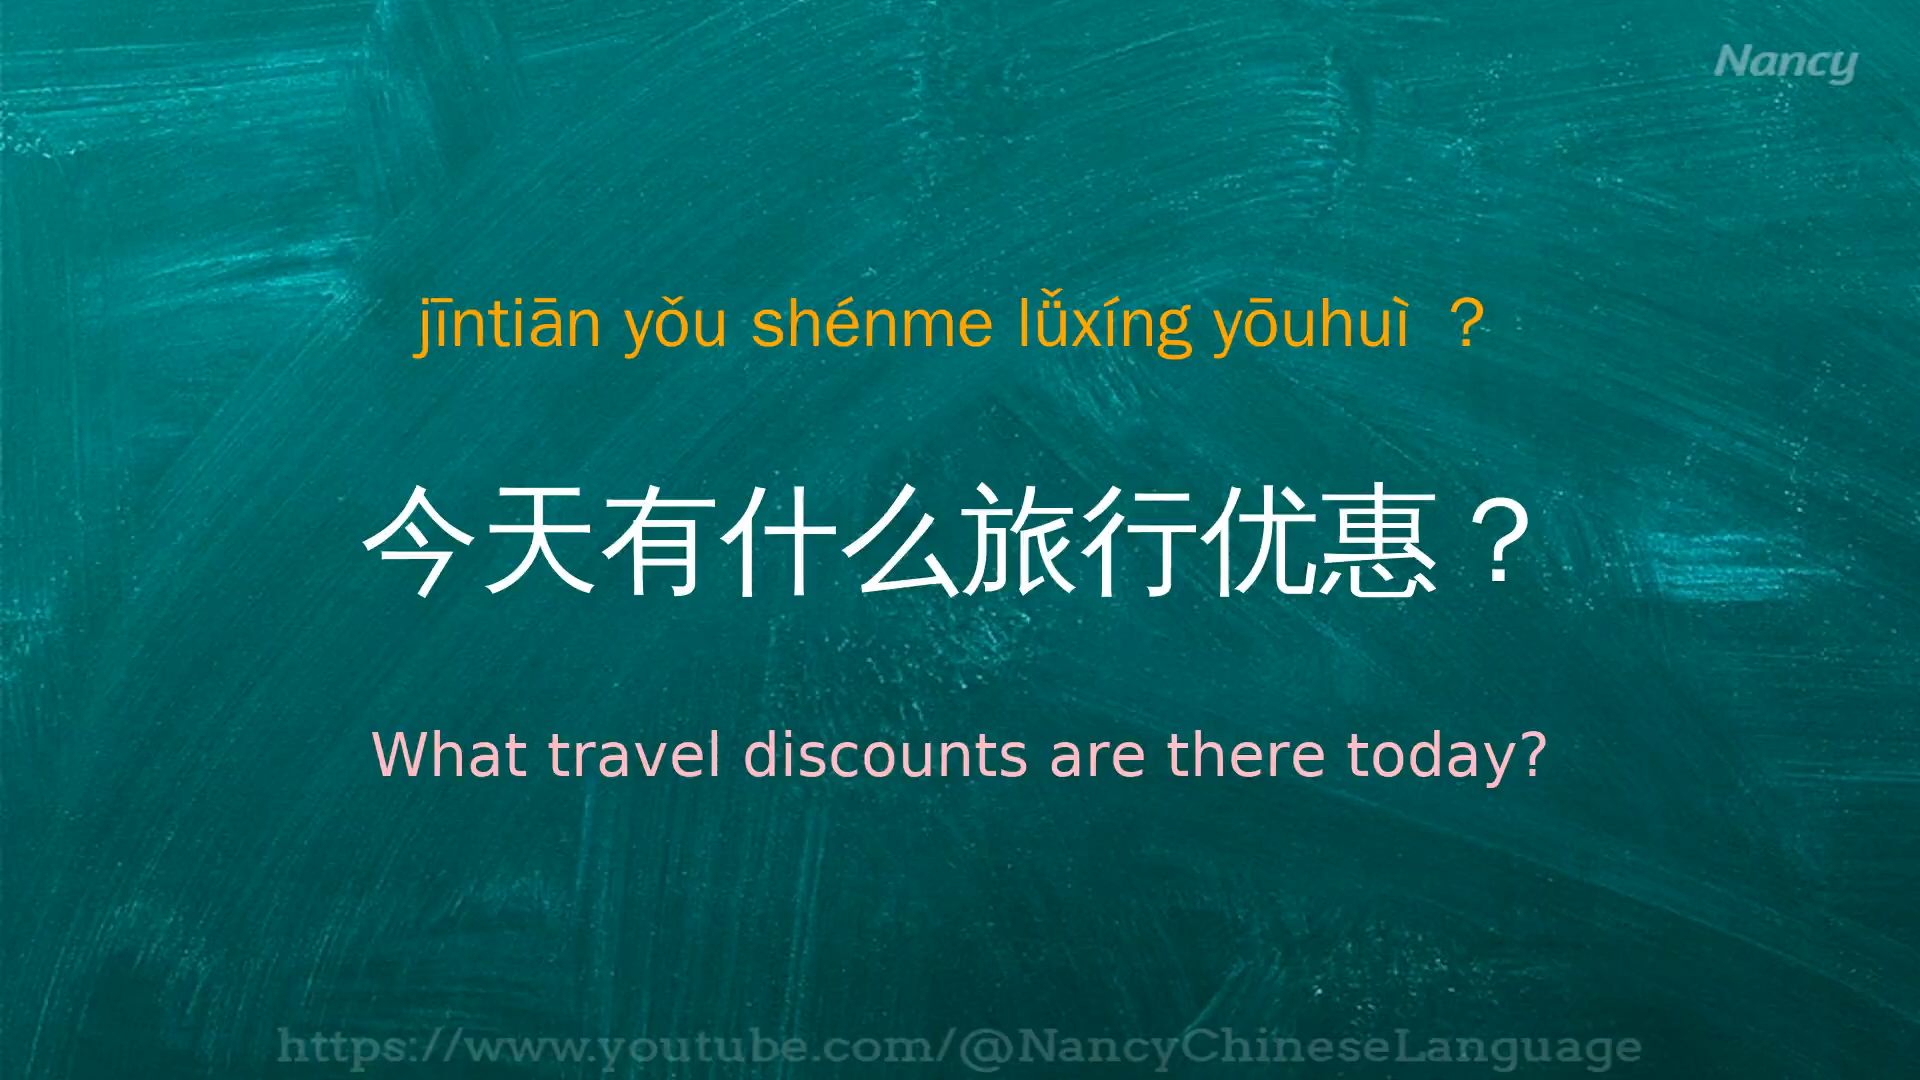 Nancy
jīntiān yǒu shénme lǚxíng yōuhuì ？
今天有什么旅行优惠？
What travel discounts are there today?
https://www.youtube.com/@NancyChineseLanguage